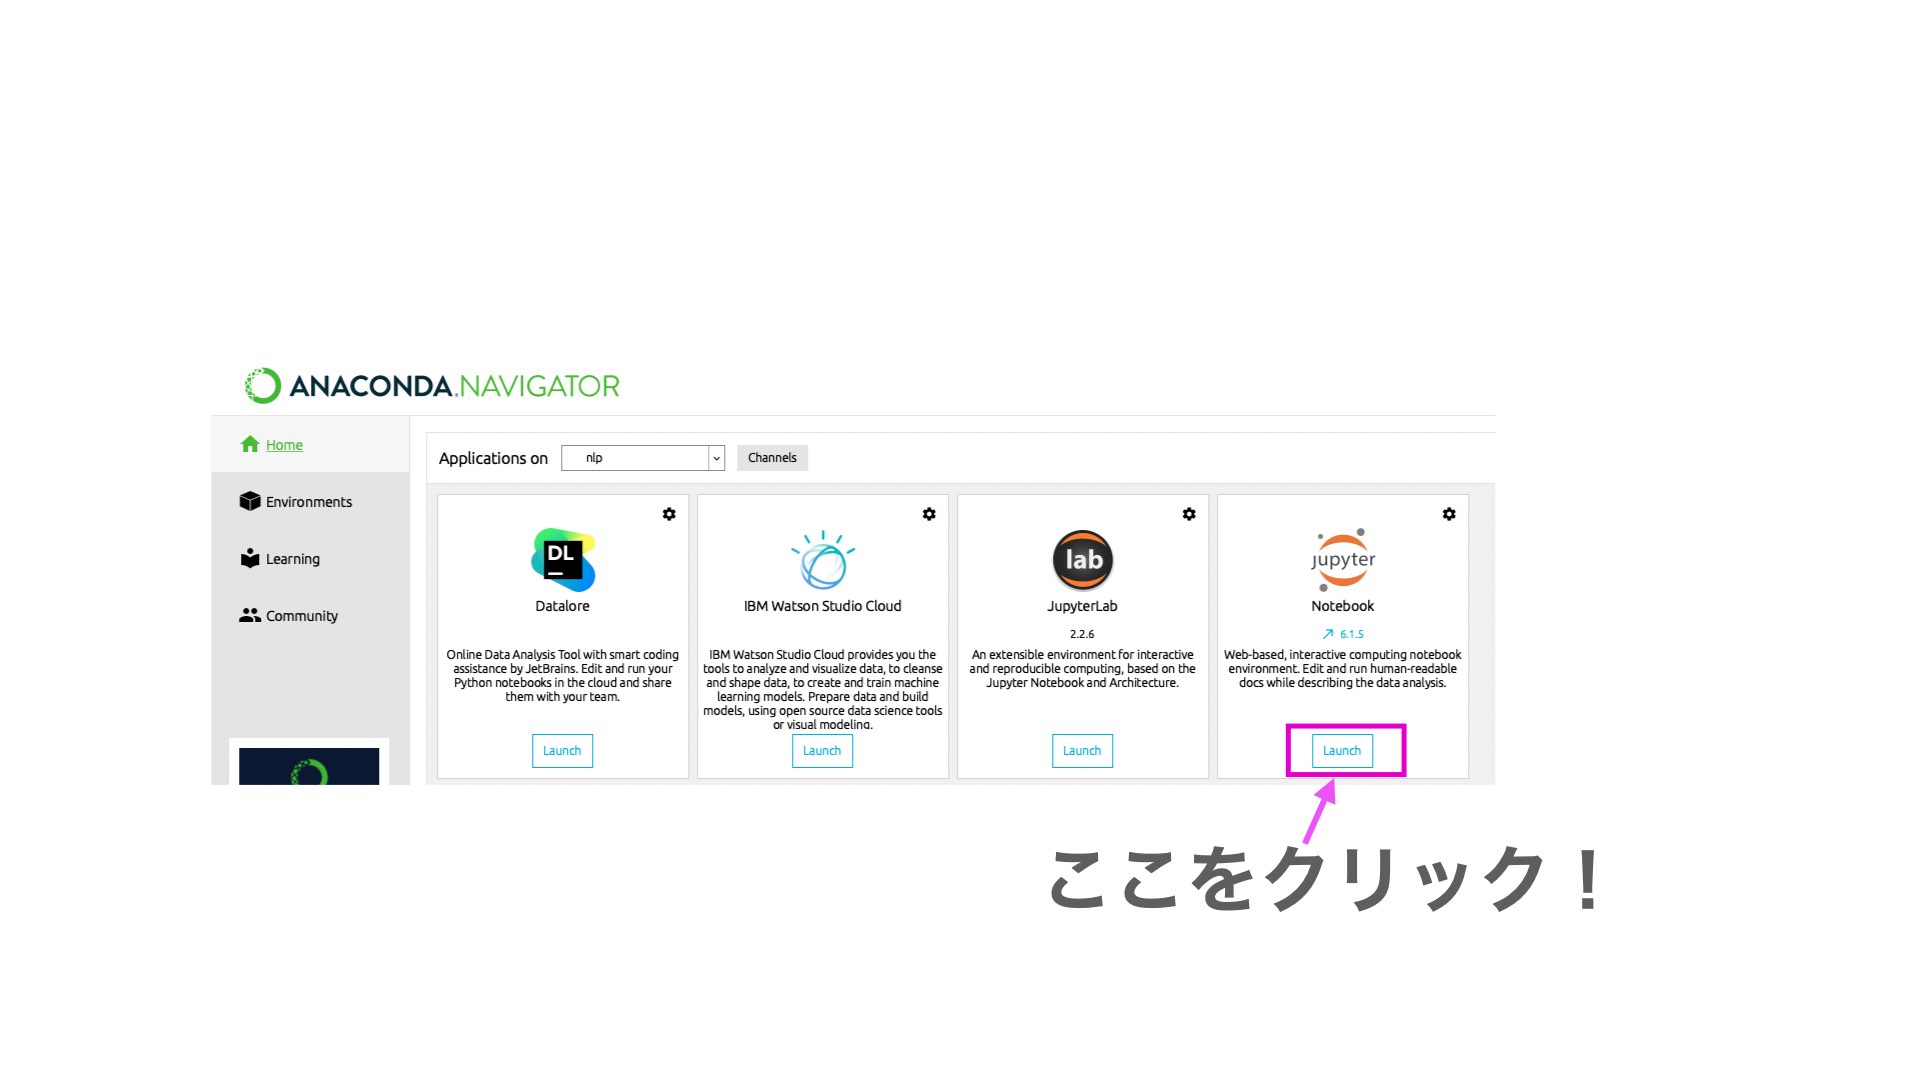 ANACONDA.NAVIGATOR
Home
Environments
Learning
Community
Applications on
nlp
Channels
DL
Datalore
Online Data Analysis Tool with smart coding
assistance by JetBrains. Edit and run your
Python notebooks in the cloud and share
them with your team.
Launch
IBM Watson Studio Cloud
IBM Watson Studio Cloud provides you the
tools to analyze and visualize data, to cleanse
and shape data, to create and train machine
learning models. Prepare data and build
models, using open source data science tools
or visual modeling.
Launch
lab
JupyterLab
2.2.6
An extensible environment for interactive
and reproducible computing, based on the
Jupyter Notebook and Architecture.
Launch
jupyter
Notebook
6.1.5
Web-based, interactive computing notebook
environment. Edit and run human-readable
docs while describing the data analysis.
Launch
ここをクリック！